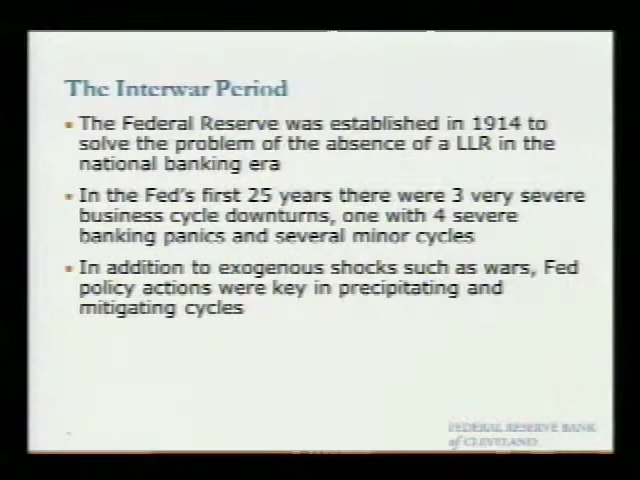 The Interwar Period
▪ The Federal Reserve was established in 1914 to
solve the problem of the absence of a LLR in the
national banking era
▪ In the Fed's first 25 years there were 3 very severe
business cycle downturns, one with 4 severe
banking panics and several minor cycles
▪ In addition to exogenous shocks such as wars, Fed
policy actions were key in precipitating and
mitigating cycles
FEDERAL RESERVE BANK
of CLEVELAND